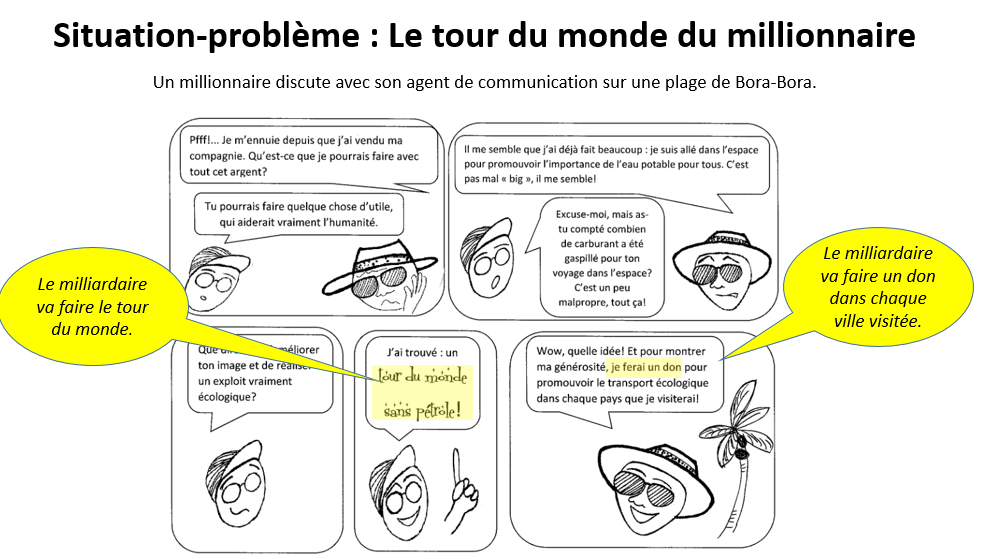 Situation-problème : Le tour du monde du millionnaire
Un millionnaire discute avec son agent de communication sur une plage de Bora-Bora.
Pfff!... Je m’ennuie depuis que j’ai vendu ma
compagnie. Qu’est-ce que je pourrais faire avec
tout cet argent?
Tu pourrais faire quelque chose d’utile,
qui aiderait vraiment l’humanité.
Il me semble que j’ai déjà fait beaucoup : je suis allé dans l’espace
pour promouvoir l’importance de l’eau potable pour tous. C’est
pas mal « big », il me semble!
Excuse-moi, mais as-
tu compté combien
de carburant a été
gaspillé pour ton
voyage dans l’espace?
C’est un peu
malpropre, tout ça!
Le milliardaire
va faire le tour
du monde.
Le milliardaire
va faire un don
dans chaque
ville visitée.
Que
ton image et de
un exploit vraiment
écologique?
J’ai trouvé : un
tour du monde
sans pétrole!
Wow, quelle idée! Et pour montrer
ma générosité, je ferai un don pour
promouvoir le transport écologique
dans chaque pays que je visiterai!